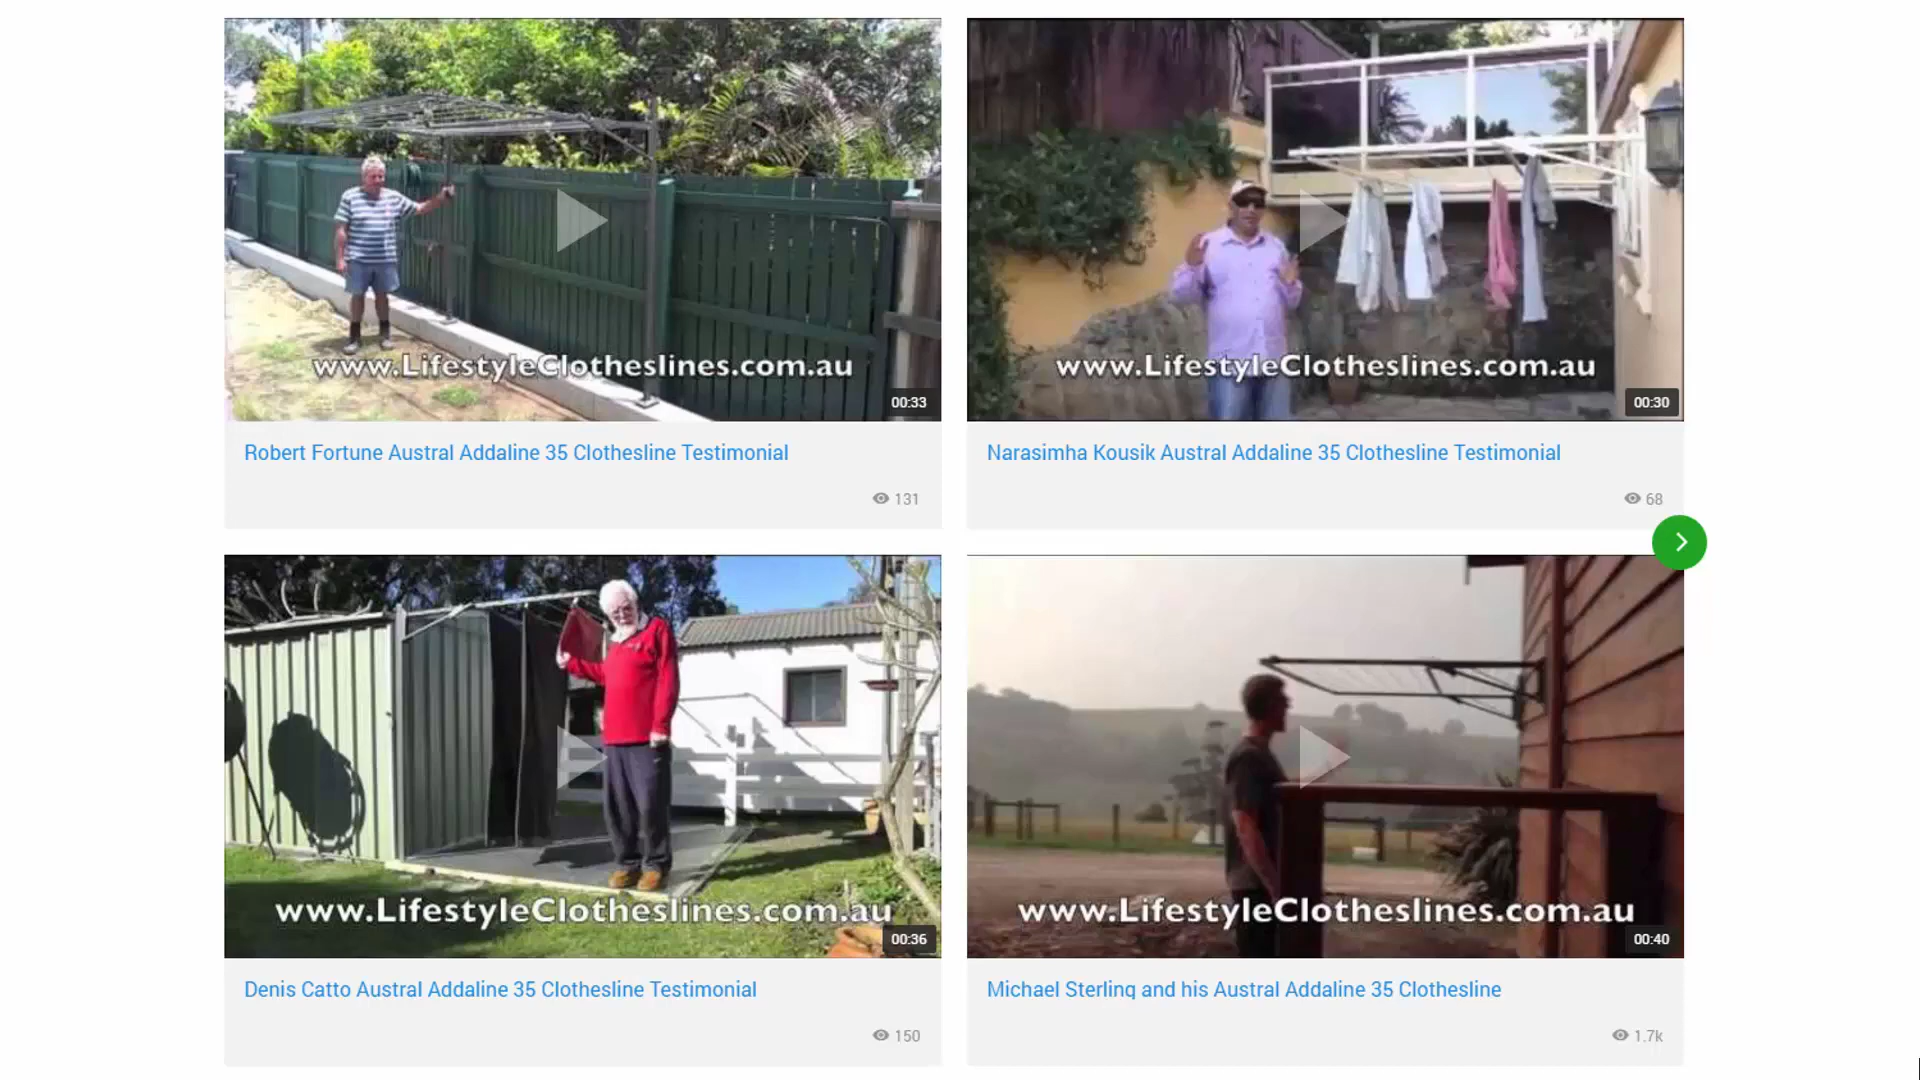 www.LifestyleClotheslines.com.au
00:33
Robert Fortune Austral Addaline 35 Clothesline Testimonial
131
www.LifestyleClotheslines.com.au
00:30
Narasimha Kousik Austral Addaline 35 Clothesline Testimonial
68
www.LifestyleClotheslines.com.au
00:36
Denis Catto Austral Addaline 35 Clothesline Testimonial
150
www.LifestyleClotheslines.com.au
00:40
Michael Sterling and his Austral Addaline 35 Clothesline
1.7k